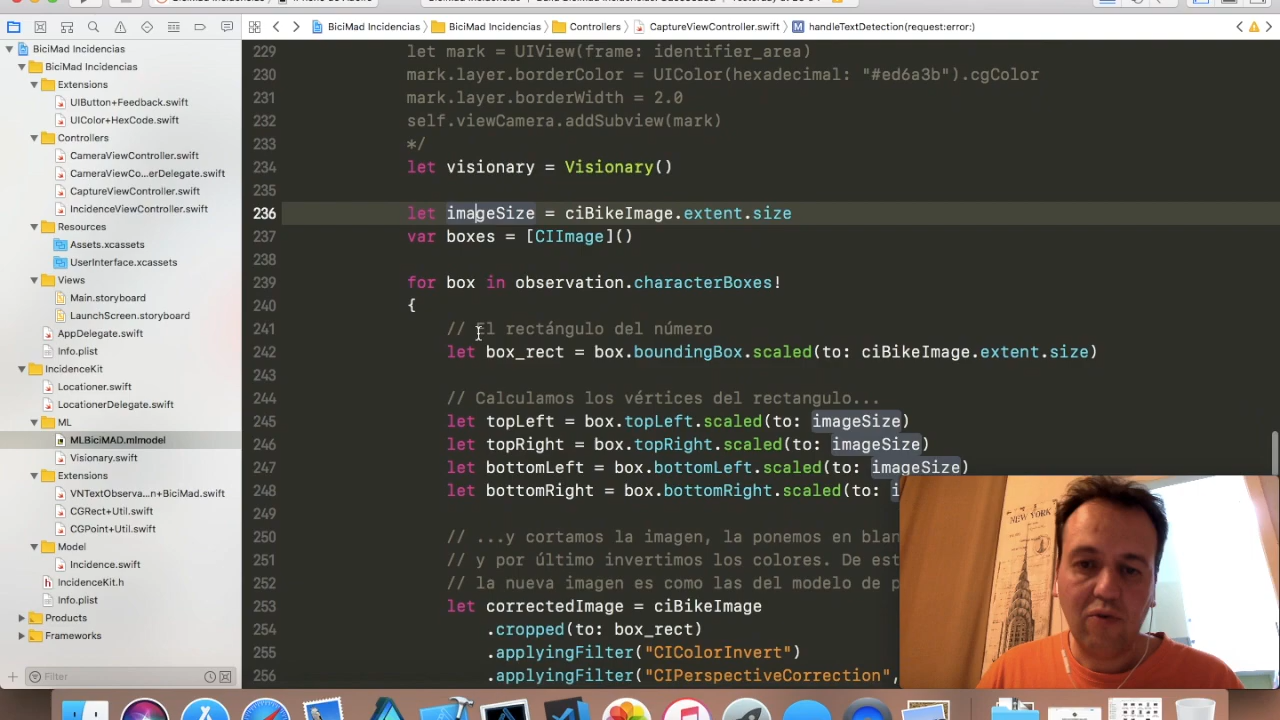 BiciMad Incidencias
BiciMad Incidencias
Controllers
CaptureViewController.swift
handleTextDetection(request:error:)
BiciMad Incidencias
BiciMad Incidencias
Extensions
UIButton+Feedback.swift
UIColor+HexCode.swift
Controllers
CameraViewController.swift
CameraViewCo...erDelegate.swift
CaptureViewController.swift
IncidenceViewController.swift
Resources
Assets.xcassets
UserInterface.xcassets
Views
Main.storyboard
LaunchScreen.storyboard
AppDelegate.swift
Info.plist
IncidenceKit
Locationer.swift
LocationerDelegate.swift
ML
MLBiciMAD.mlmodel
Visionary.swift
Extensions
VNTextObserva...n+BiciMad.swift
CGRect+Util.swift
CGPoint+Util.swift
Model
Incidence.swift
IncidenceKit.h
Info.plist
Products
Frameworks
Filter
229 let mark = UIView(frame: identifier_area)
230 mark.layer.borderColor = UIColor(hexadecimal: "#ed6a3b").cgColor
231 mark.layer.borderWidth = 2.0
232 self.viewCamera.addSubview(mark)
233 */
234 let visionary = Visionary()
235
236 let imageSize = ciBikeImage.extent.size
237 var boxes = [CIImage]()
238
239 for box in observation.characterBoxes!
240 {
241 // El rectángulo del número
242 let box_rect = box.boundingBox.scaled(to: ciBikeImage.extent.size)
243
244 // Calculamos los vértices del rectangulo...
245 let topLeft = box.topLeft.scaled(to: imageSize)
246 let topRight = box.topRight.scaled(to: imageSize)
247 let bottomLeft = box.bottomLeft.scaled(to: imageSize)
248 let bottomRight = box.bottomRight.scaled(to: i
249
250 // ...y cortamos la imagen, la ponemos en blan
251 // y por último invertimos los colores. De est
252 // la nueva imagen es como las del modelo de p
253 let correctedImage = ciBikeImage
254 .cropped(to: box_rect)
255 .applyingFilter("CIColorInvert")
256 .applyingFilter("CIPerspectiveCorrection",
NEW YORK